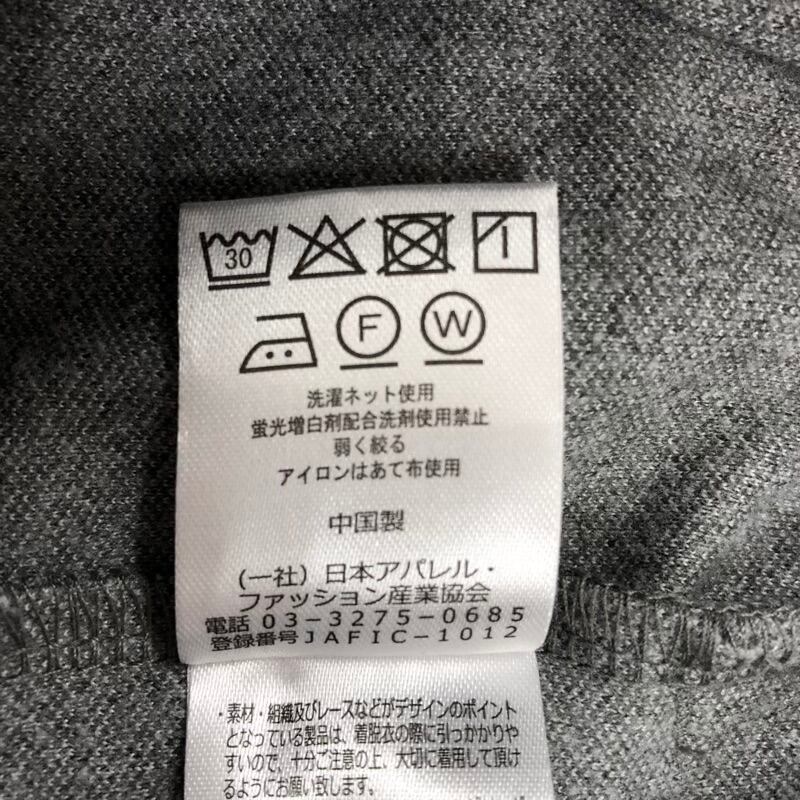 30
F W
洗濯ネット使用
蛍光増白剤配合洗剤使用禁止
弱く絞る
アイロンはあて布使用
中国製
(一社)日本アパレル・
ファッション産業協会
電話 03-3275-0685
登録番号JAFIC-1012
・素材・組織及びレースなどがデザインのポイント
となっている製品は、着脱衣の際に引っかかりや
すいので、十分ご注意の上、大切に着用して頂け
るようにお願い致します。